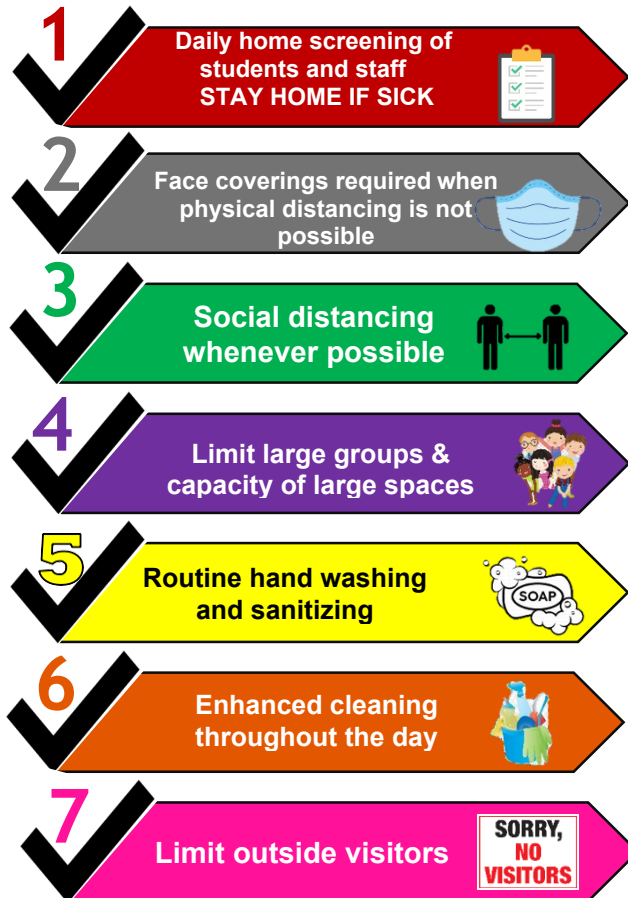 1
Daily home screening of
students and staff
STAY HOME IF SICK
2
Face coverings required when
physical distancing is not
possible
3
Social distancing
whenever possible
4
Limit large groups &
capacity of large spaces
5
Routine hand washing
and sanitizing
SOAP
6
Enhanced cleaning
throughout the day
7
Limit outside visitors
SORRY,
NO
VISITORS